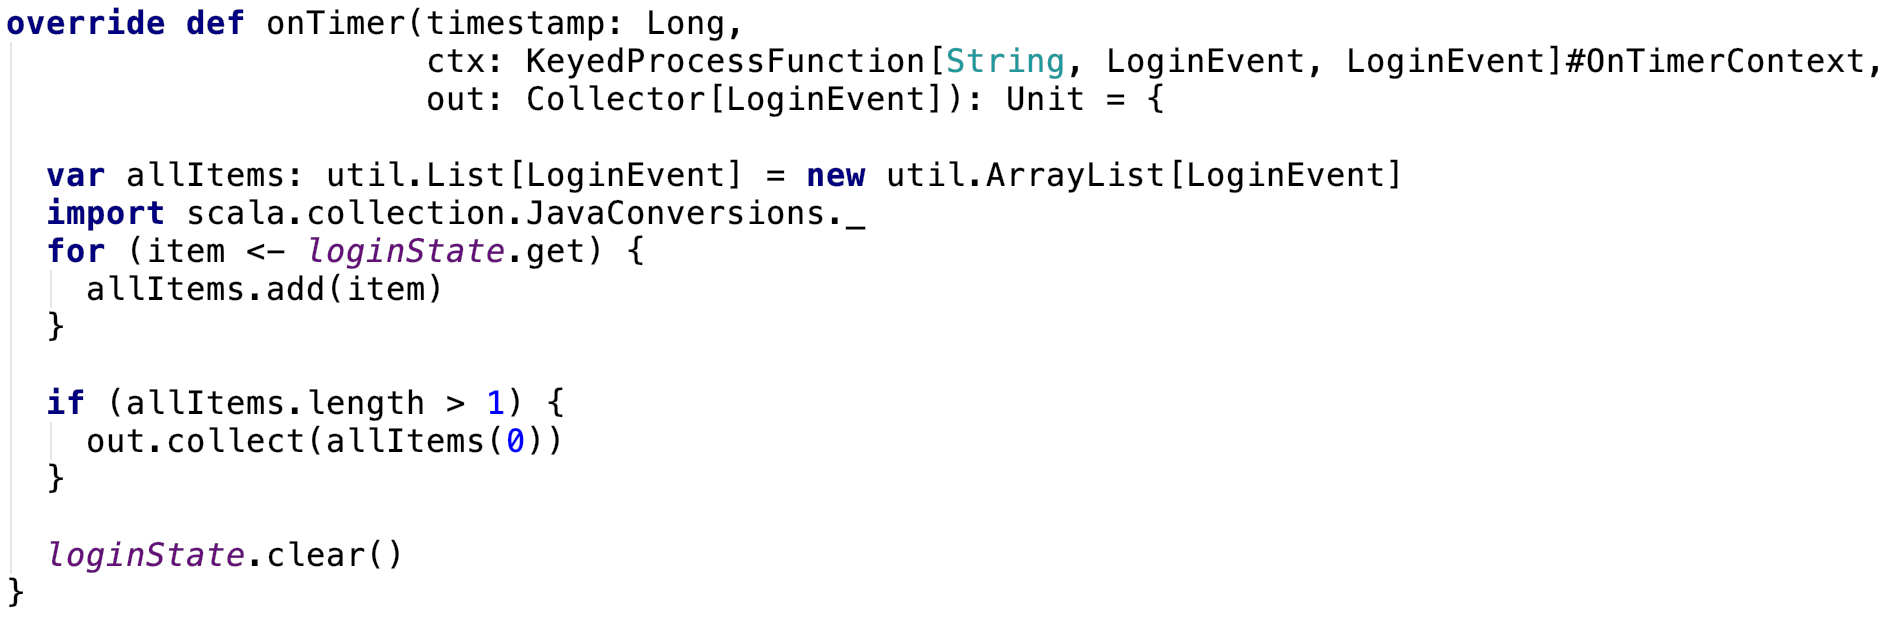 override def onTimer(timestamp: Long,
                     ctx: KeyedProcessFunction[String, LoginEvent, LoginEvent]#OnTimerContext,
                     out: Collector[LoginEvent]): Unit = {

  var allItems: util.List[LoginEvent] = new util.ArrayList[LoginEvent]
  import scala.collection.JavaConversions._
  for (item <- loginState.get) {
    allItems.add(item)
  }

  if (allItems.length > 1) {
    out.collect(allItems(0))
  }

  loginState.clear()
}